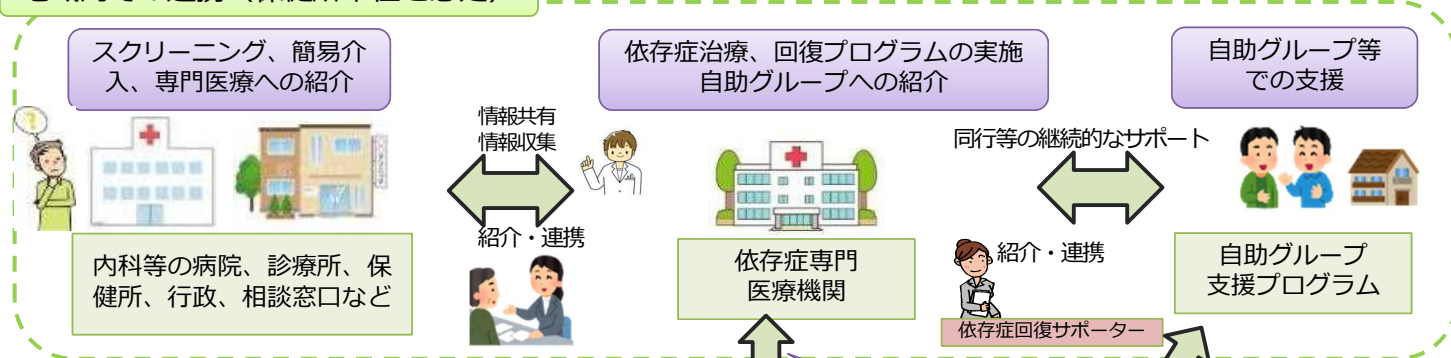 スクリーニング、簡易介
入、専門医療への紹介
依存症治療、回復プログラムの実施
自助グループへの紹介
自助グループ等
での支援
情報共有
情報収集
同行等の継続的なサポート
紹介・連携
紹介・連携
内科等の病院、診療所、保
健所、行政、相談窓口など
依存症専門
医療機関
自助グループ
支援プログラム
依存症回復サポーター